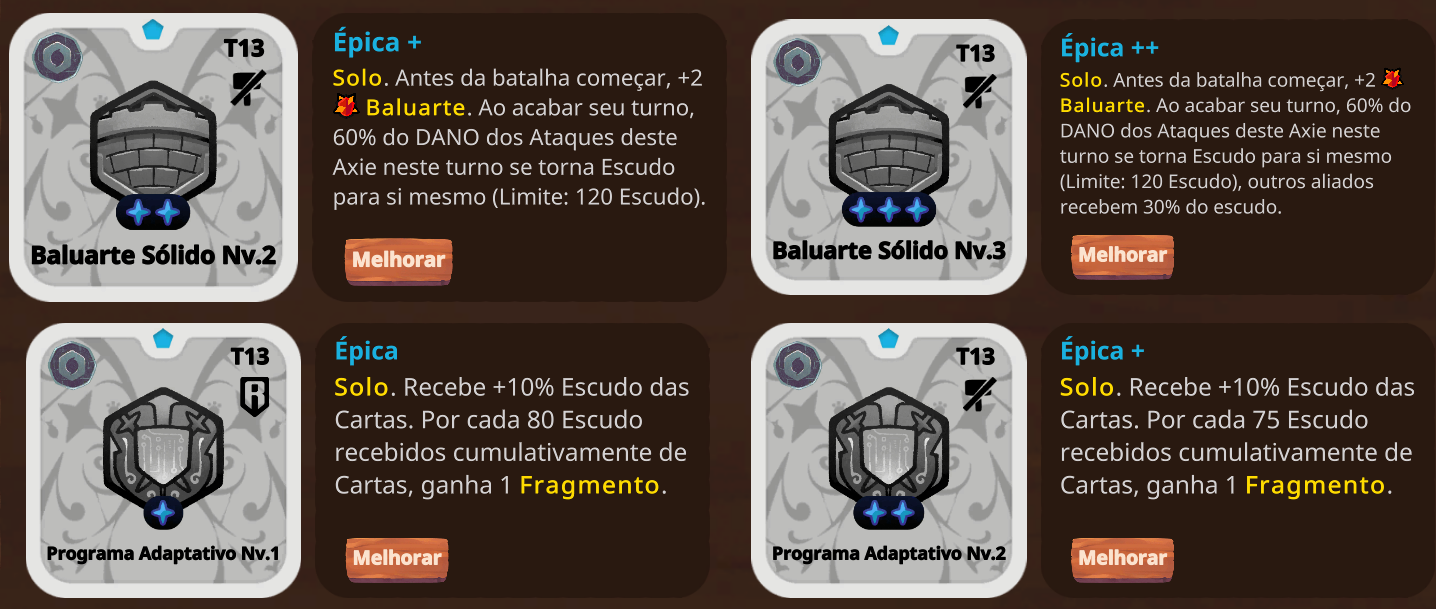 T13
Baluarte Sólido Nv.2
Épica +
Solo. Antes da batalha começar, +2
Baluarte. Ao acabar seu turno,
60% do DANO dos Ataques deste
Axie neste turno se torna Escudo
para si mesmo (Limite: 120 Escudo).
Melhorar
T13
Baluarte Sólido Nv.3
Épica ++
Solo. Antes da batalha começar, +2
Baluarte. Ao acabar seu turno, 60% do
DANO dos Ataques deste Axie neste
turno se torna Escudo para si mesmo
(Limite: 120 Escudo), outros aliados
recebem 30% do escudo.
Melhorar
T13
R
Programa Adaptativo Nv.1
Épica
Solo. Recebe +10% Escudo das
Cartas. Por cada 80 Escudo
recebidos cumulativamente de
Cartas, ganha 1 Fragmento.
Melhorar
T13
Programa Adaptativo Nv.2
Épica +
Solo. Recebe +10% Escudo das
Cartas. Por cada 75 Escudo
recebidos cumulativamente de
Cartas, ganha 1 Fragmento.
Melhorar